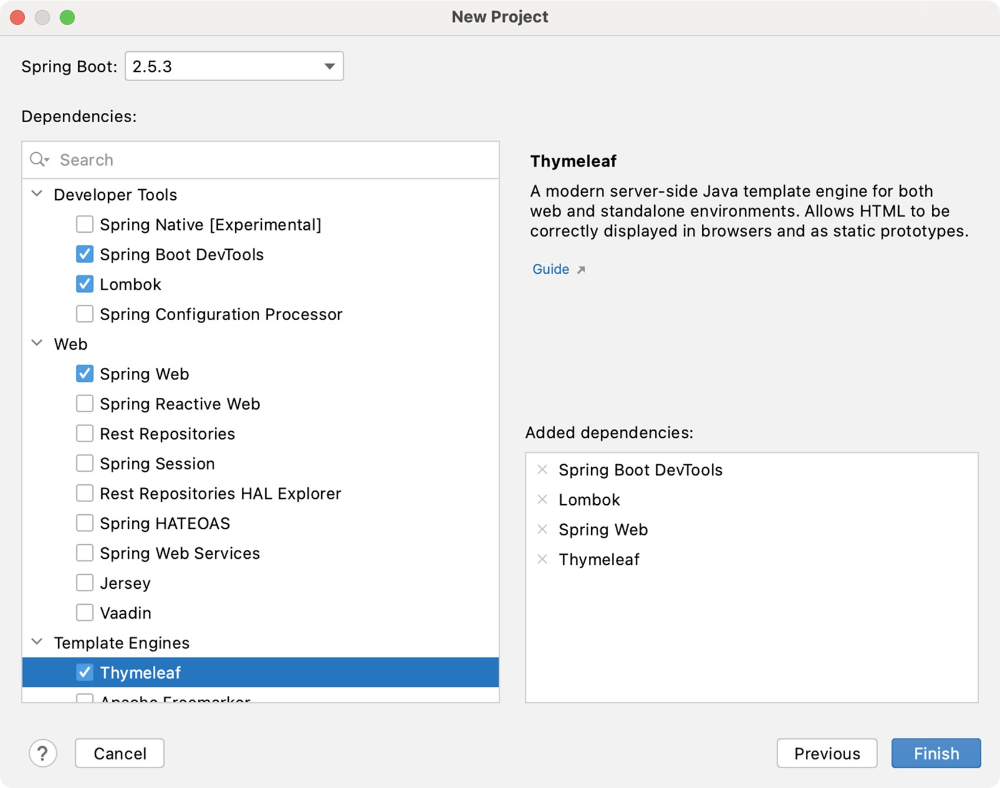 New Project
Spring Boot: 2.5.3
Dependencies:
Search
Developer Tools
Spring Native [Experimental]
Spring Boot DevTools
Lombok
Spring Configuration Processor
Web
Spring Web
Spring Reactive Web
Rest Repositories
Spring Session
Rest Repositories HAL Explorer
Spring HATEOAS
Spring Web Services
Jersey
Vaadin
Template Engines
Thymeleaf
Apache Freemarker
Thymeleaf
A modern server-side Java template engine for both
web and standalone environments. Allows HTML to be
correctly displayed in browsers and as static prototypes.
Guide
Added dependencies:
Spring Boot DevTools
Lombok
Spring Web
Thymeleaf
?
Cancel
Previous
Finish